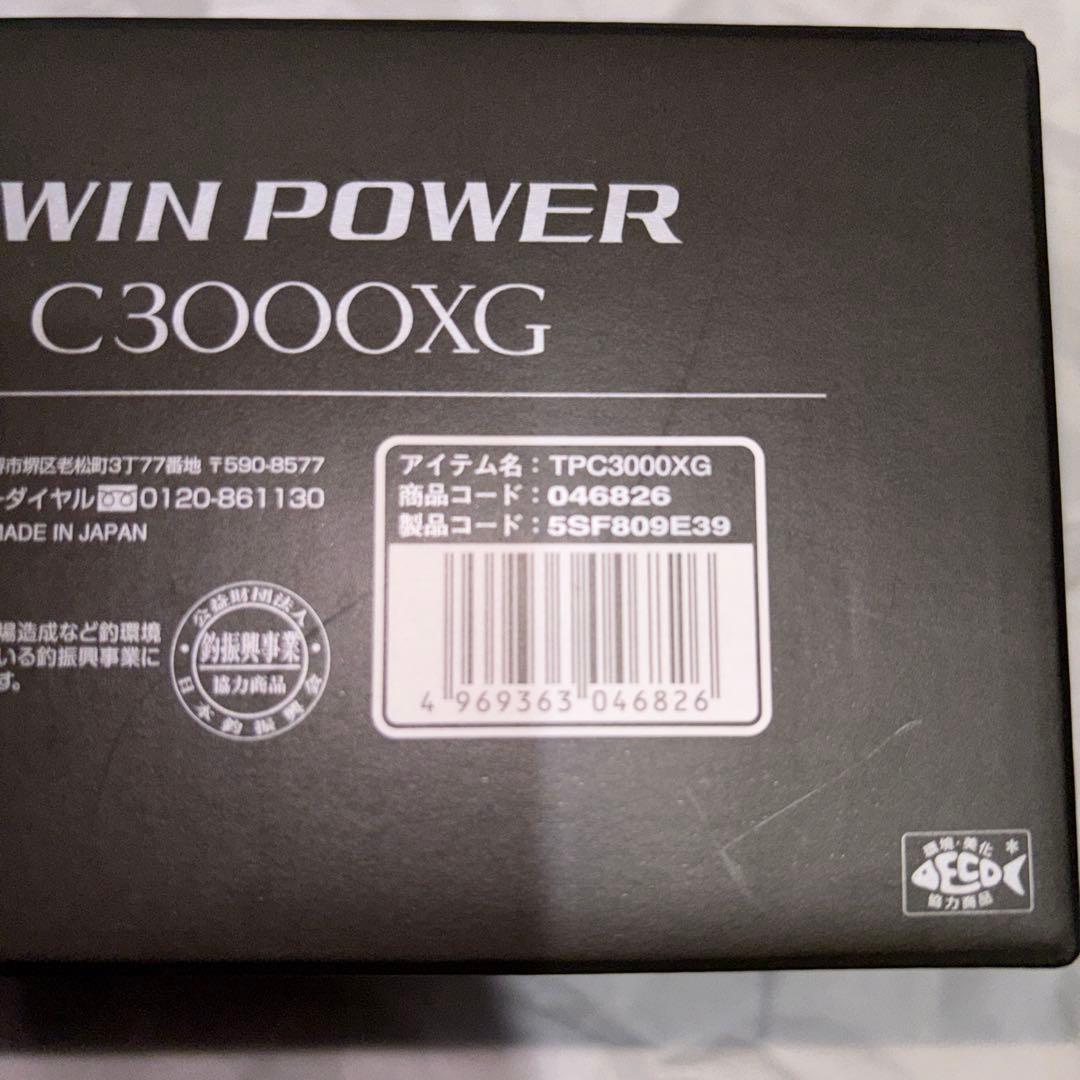 WIN POWER
C3000XG
市堺区老松町3丁77番地 〒590-8577
ーダイヤル 0120-861130
MADE IN JAPAN
アイテム名：TPC3000XG
商品コード：046826
製品コード：5SF809E39
4 969363 046826
場造成など釣環境
いる釣振興事業に
す。
公益財団法人
釣振興事業
協力商品
日本釣振興會
環境・美化
ECO
協力商品